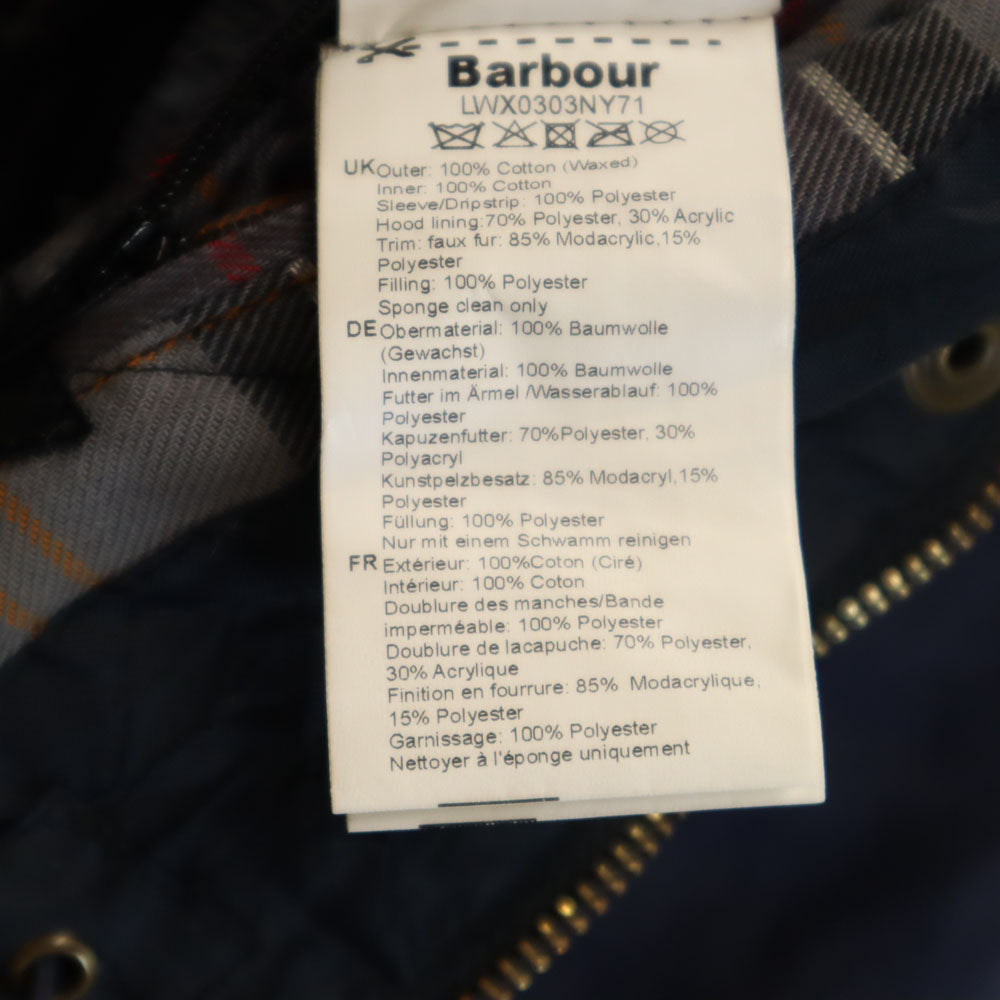 Barbour
LWX0303NY71
UK Outer: 100% Cotton (Waxed)
Inner: 100% Cotton
Sleeve/Dripstrip: 100% Polyester
Hood lining:70% Polyester, 30% Acrylic
Trim: faux fur: 85% Modacrylic,15%
Polyester
Filling: 100% Polyester
Sponge clean only
DE Obermaterial: 100% Baumwolle
(Gewachst)
Innenmaterial: 100% Baumwolle
Futter im Ärmel /Wasserablauf: 100%
Polyester
Kapuzenfutter: 70%Polyester, 30%
Polyacryl
Kunstpelzbesatz: 85% Modacryl,15%
Polyester
Füllung: 100% Polyester
Nur mit einem Schwamm reinigen
FR Extérieur: 100%Coton (Ciré)
Intérieur: 100% Coton
Doublure des manches/Bande
imperméable: 100% Polyester
Doublure de lacapuche: 70% Polyester,
30% Acrylique
Finition en fourrure: 85% Modacrylique,
15% Polyester
Garnissage: 100% Polyester
Nettoyer à l'éponge uniquement